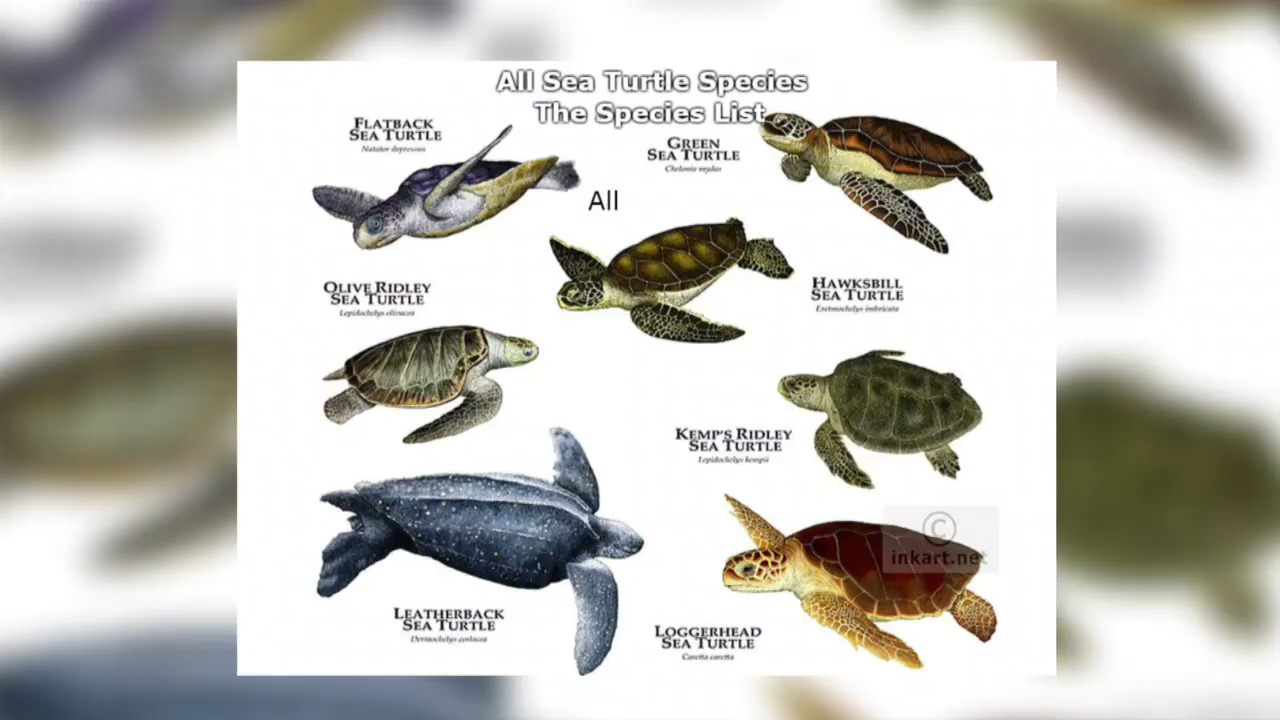 All Sea Turtle Species
The Species List
FLATBACK
SEA TURTLE
Natator depressus
GREEN
SEA TURTLE
Chelonia mydas
All
OLIVE RIDLEY
SEA TURTLE
Lepidochelys olivacea
HAWKSBILL
SEA TURTLE
Eretmochelys imbricata
KEMP'S RIDLEY
SEA TURTLE
Lepidochelys kempii
LEATHERBACK
SEA TURTLE
Dermochelys coriacea
LOGGERHEAD
SEA TURTLE
Caretta caretta
©
inkart.net